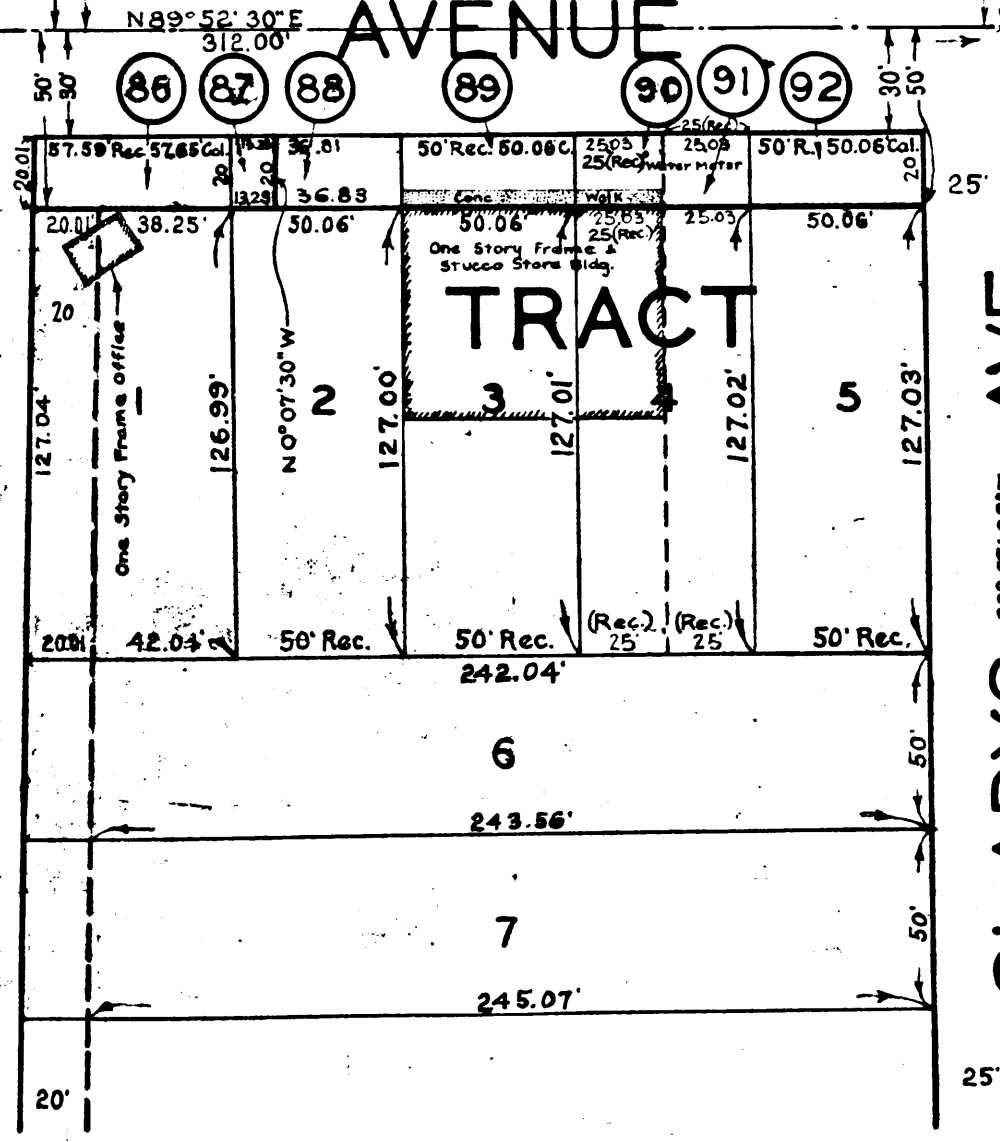 N89°52'30"E
312.00'
AVENUE
50'
30'
30'
50'
86
87
88
89
90
91
92
25(Rec)
20.01
57.59 Rec. 57.65 Cal.
20
20
36.81
50' Rec. 50.06 C.
25.03
25.03
50' R. 50.06 Cal.
25(Rec)
Water Meter
20
25'
13.23
36.83
Conc.
Walk
20.01'
38.25'
50.06'
50.06'
25.03'
25.03'
50.06'
25(Rec.)
One Story Frame &
Stucco Store Bldg.
20
TRACT
One Story Frame Office
N0°07'30"W
127.04'
126.99'
127.00'
127.01'
127.02'
127.03'
1
2
3
4
5
(Rec.)
(Rec.)
20.01
42.04'
50' Rec.
50' Rec.
25'
25'
50' Rec.
242.04'
6
50'
243.56'
7
50'
245.07'
20'
25'